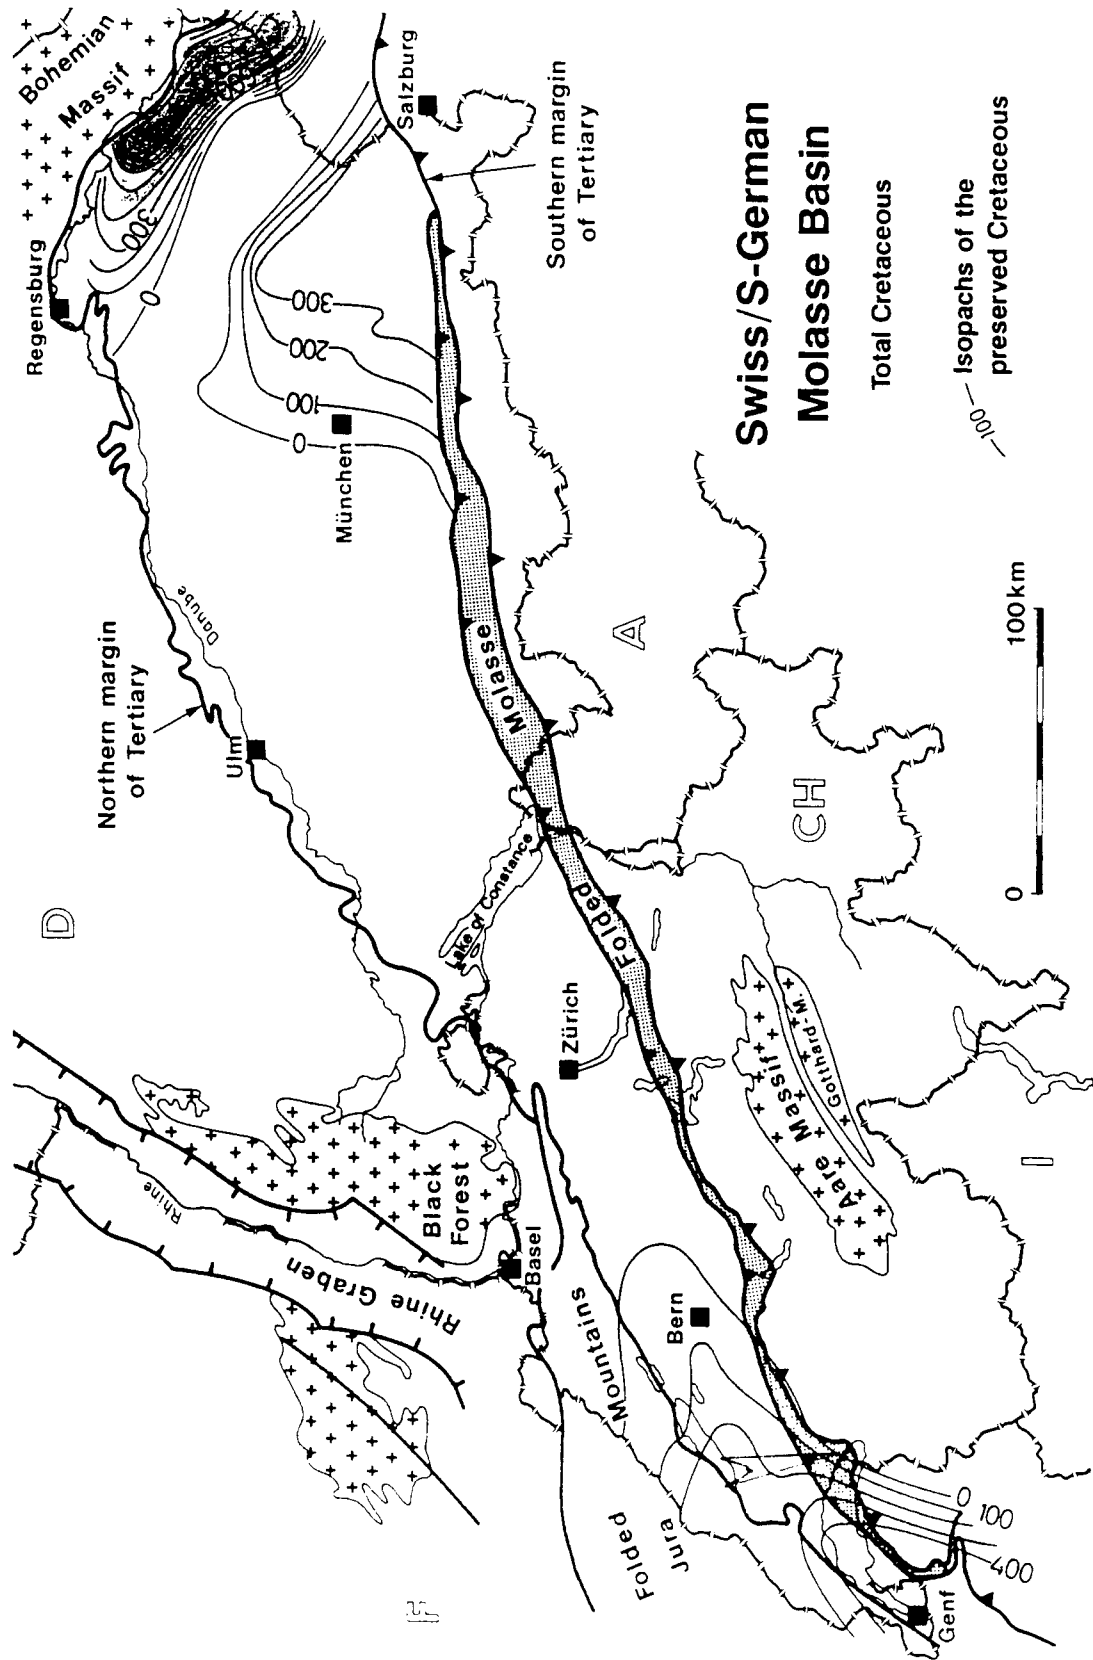 Bohemian
Massif
Regensburg
300
0
Salzburg
Southern margin
of Tertiary
300
200
100
0
München
Northern margin
of Tertiary
Danube
Ulm
D
Lake of Constance
Folded Molasse
A
CH
Zürich
Aare Massif
Gotthard-M.
I
Black
Forest
Rhine
Rhine Graben
Basel
Bern
Folded
Jura
Mountains
F
Genf
0
100
400
Swiss/S-German
Molasse Basin
Total Cretaceous
—100— Isopachs of the
preserved Cretaceous
0
100km